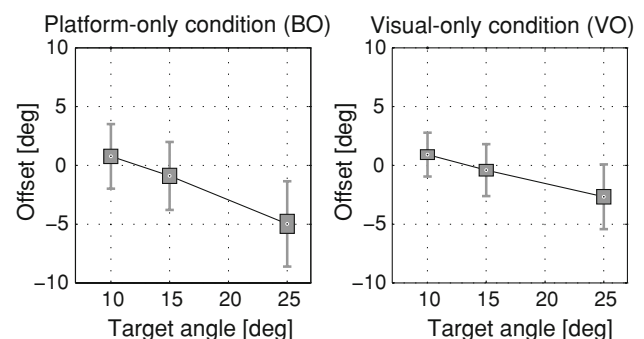 Platform-only condition (BO)
10
5
0
−5
−10
Offset [deg]
10 15 20 25
Target angle [deg]
Visual-only condition (VO)
10
5
0
−5
−10
Offset [deg]
10 15 20 25
Target angle [deg]